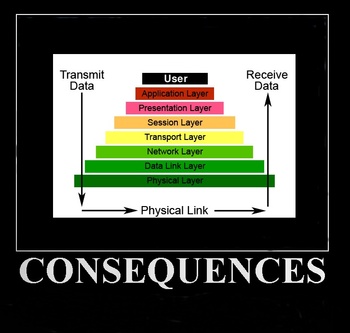 Transmit
Data
User
Receive
Data
Application Layer
Presentation Layer
Session Layer
Transport Layer
Network Layer
Data Link Layer
Physical Layer
Physical Link
CONSEQUENCES